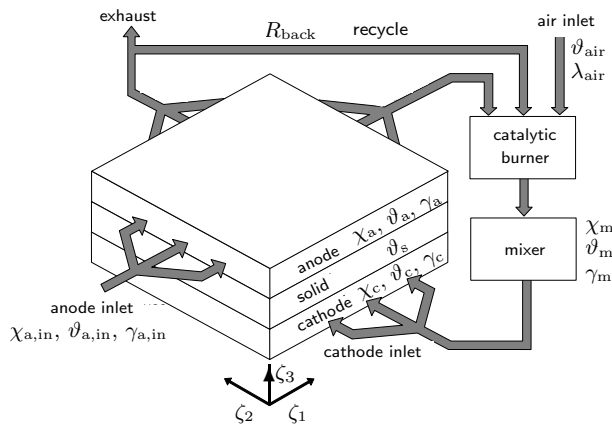 exhaust
R_back recycle
air inlet
ϑ_air
λ_air
catalytic
burner
mixer
χ_m
ϑ_m
γ_m
anode χ_a, ϑ_a, γ_a
solid ϑ_s
cathode χ_c, ϑ_c, γ_c
anode inlet
χ_a,in, ϑ_a,in, γ_a,in
cathode inlet
ζ_3
ζ_2
ζ_1